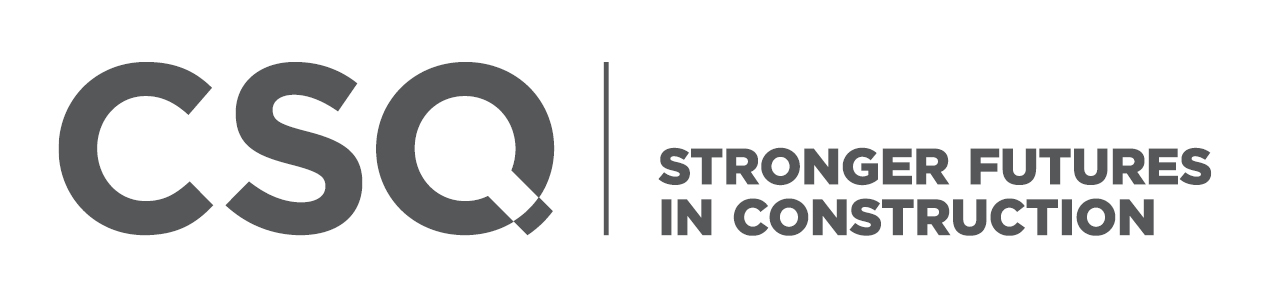 CSQ
STRONGER FUTURES
IN CONSTRUCTION